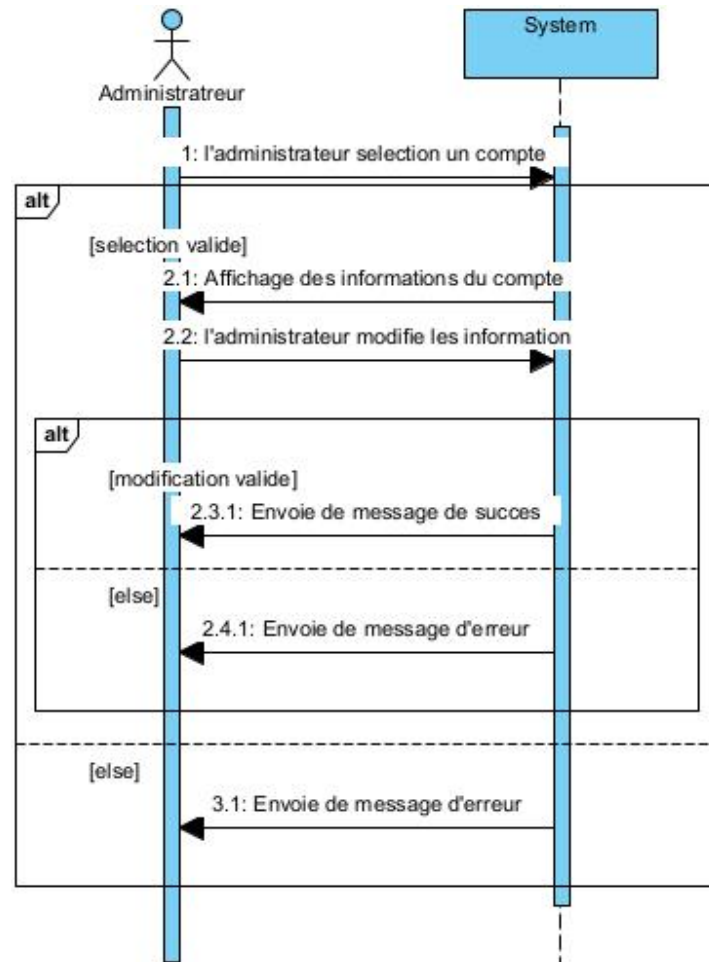 System
Administratreur
1: l'administrateur selection un compte
alt
[selection valide]
2.1: Affichage des informations du compte
2.2: l'administrateur modifie les information
alt
[modification valide]
2.3.1: Envoie de message de succes
[else]
2.4.1: Envoie de message d'erreur
[else]
3.1: Envoie de message d'erreur